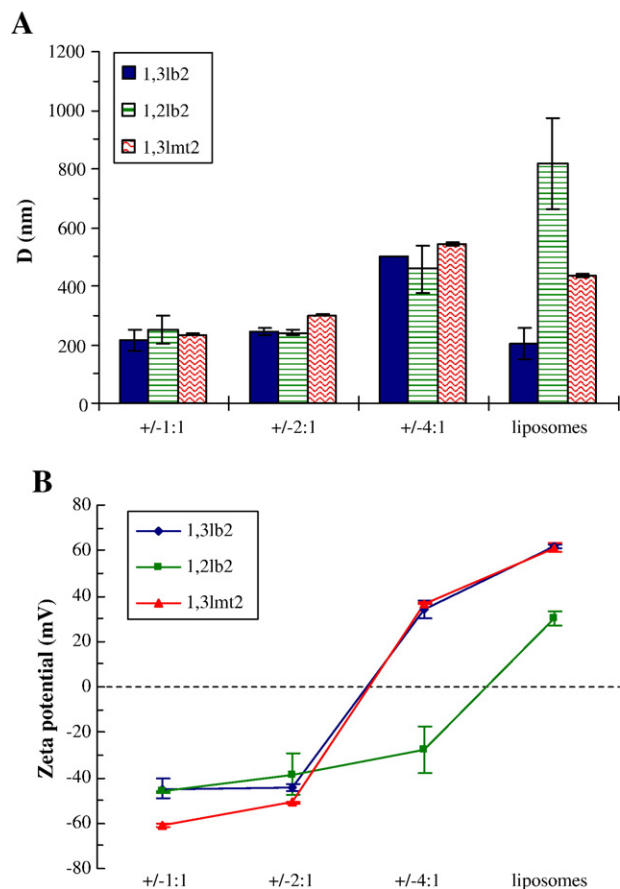 A
1200
1000
800
600
400
200
0
D (nm)
1,3lb2
1,2lb2
1,3lmt2
+/-1:1
+/-2:1
+/-4:1
liposomes
B
80
60
40
20
0
-20
-40
-60
-80
Zeta potential (mV)
1,3lb2
1,2lb2
1,3lmt2
+/-1:1
+/-2:1
+/-4:1
liposomes